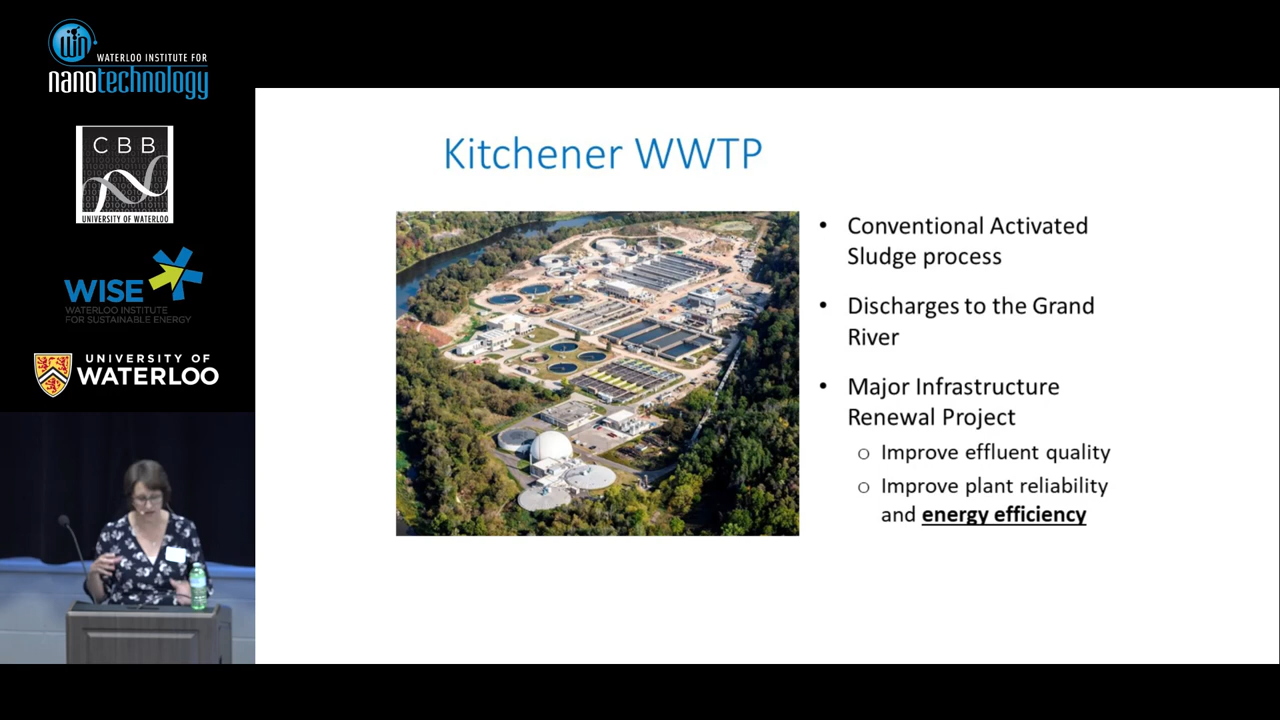 WATERLOO INSTITUTE FOR
nanotechnology
CBB
UNIVERSITY OF WATERLOO
WISE
WATERLOO INSTITUTE
FOR SUSTAINABLE ENERGY
UNIVERSITY OF
WATERLOO
Kitchener WWTP
• Conventional Activated
Sludge process
• Discharges to the Grand
River
• Major Infrastructure
Renewal Project
o Improve effluent quality
o Improve plant reliability
and energy efficiency